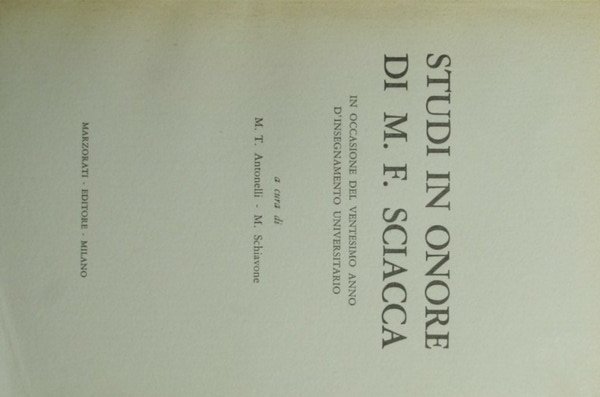 STUDI IN ONORE
DI M. F. SCIACCA
IN OCCASIONE DEL VENTESIMO ANNO
D'INSEGNAMENTO UNIVERSITARIO
a cura di
M. T. Antonelli - M. Schiavone
MARZORATI - EDITORE - MILANO